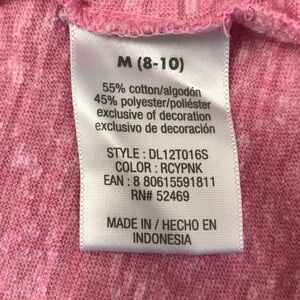 M (8-10)
55% cotton/algodón
45% polyester/poliéster
exclusive of decoration
exclusivo de decoración
STYLE : DL12T016S
COLOR : RCYPNK
EAN : 8 80615591811
RN# 52469
MADE IN / HECHO EN
INDONESIA